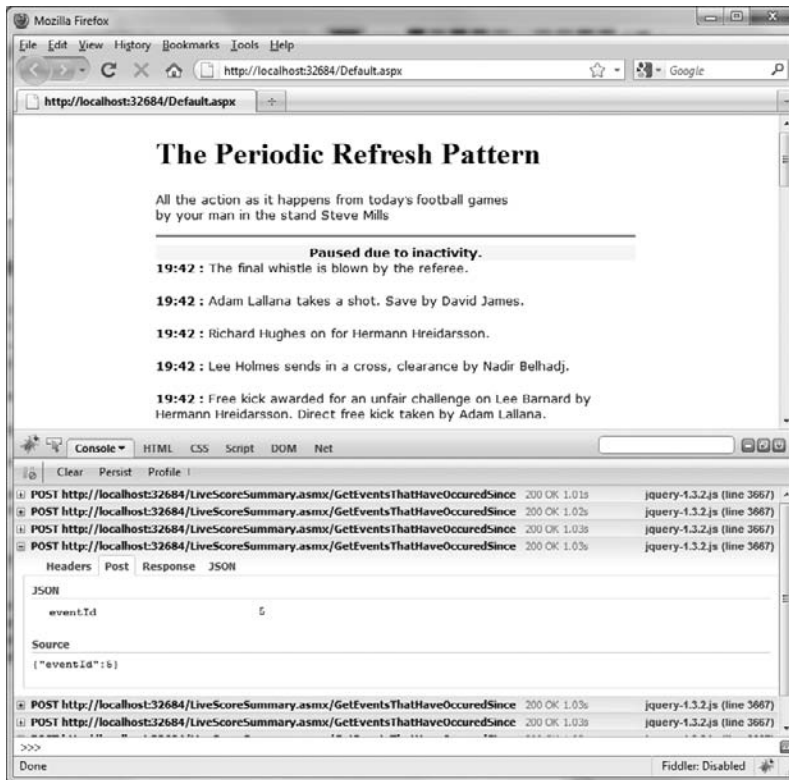 Mozilla Firefox
File Edit View History Bookmarks Tools Help
http://localhost:32684/Default.aspx Google
http://localhost:32684/Default.aspx
The Periodic Refresh Pattern
All the action as it happens from today's football games
by your man in the stand Steve Mills
Paused due to inactivity.
19:42 : The final whistle is blown by the referee.
19:42 : Adam Lallana takes a shot. Save by David James.
19:42 : Richard Hughes on for Hermann Hreidarsson.
19:42 : Lee Holmes sends in a cross, clearance by Nadir Belhadj.
19:42 : Free kick awarded for an unfair challenge on Lee Barnard by
Hermann Hreidarsson. Direct free kick taken by Adam Lallana.
Console HTML CSS Script DOM Net
Clear Persist Profile
POST http://localhost:32684/LiveScoreSummary.asmx/GetEventsThatHaveOccuredSince 200 OK 1.01s jquery-1.3.2.js (line 3667)
POST http://localhost:32684/LiveScoreSummary.asmx/GetEventsThatHaveOccuredSince 200 OK 1.02s jquery-1.3.2.js (line 3667)
POST http://localhost:32684/LiveScoreSummary.asmx/GetEventsThatHaveOccuredSince 200 OK 1.03s jquery-1.3.2.js (line 3667)
POST http://localhost:32684/LiveScoreSummary.asmx/GetEventsThatHaveOccuredSince 200 OK 1.03s jquery-1.3.2.js (line 3667)
Headers Post Response JSON
JSON
eventId
Source
POST http://localhost:32684/LiveScoreSummary.asmx/GetEventsThatHaveOccuredSince 200 OK 1.03s jquery-1.3.2.js (line 3667)
POST http://localhost:32684/LiveScoreSummary.asmx/GetEventsThatHaveOccuredSince 200 OK 1.03s jquery-1.3.2.js (line 3667)
>>>
Done Fiddler: Disabled